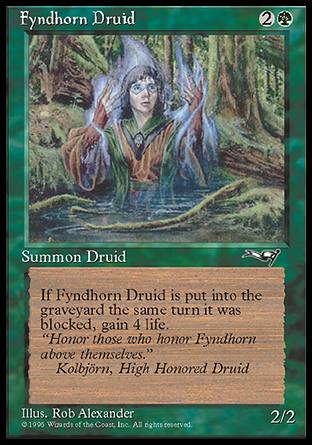 Fyndhorn Druid 2
Summon Druid
If Fyndhorn Druid is put into the
graveyard the same turn it was
blocked, gain 4 life.
"Honor those who honor Fyndhorn
above themselves."
Kolbjörn, High Honored Druid
Illus. Rob Alexander
2/2
©1996 Wizards of the Coast, Inc. All rights reserved.